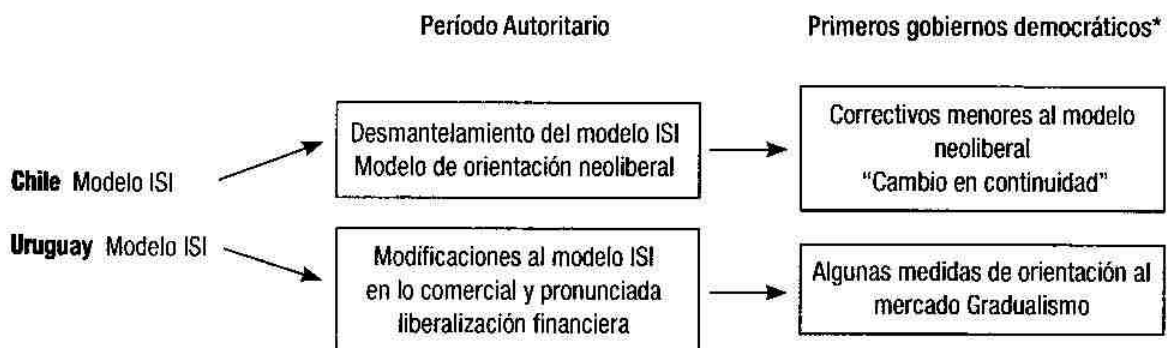 Período Autoritario
Primeros gobiernos democráticos*
Chile Modelo ISI
Desmantelamiento del modelo ISI
Modelo de orientación neoliberal
Correctivos menores al modelo
neoliberal
“Cambio en continuidad”
Uruguay Modelo ISI
Modificaciones al modelo ISI
en lo comercial y pronunciada
liberalización financiera
Algunas medidas de orientación al
mercado Gradualismo